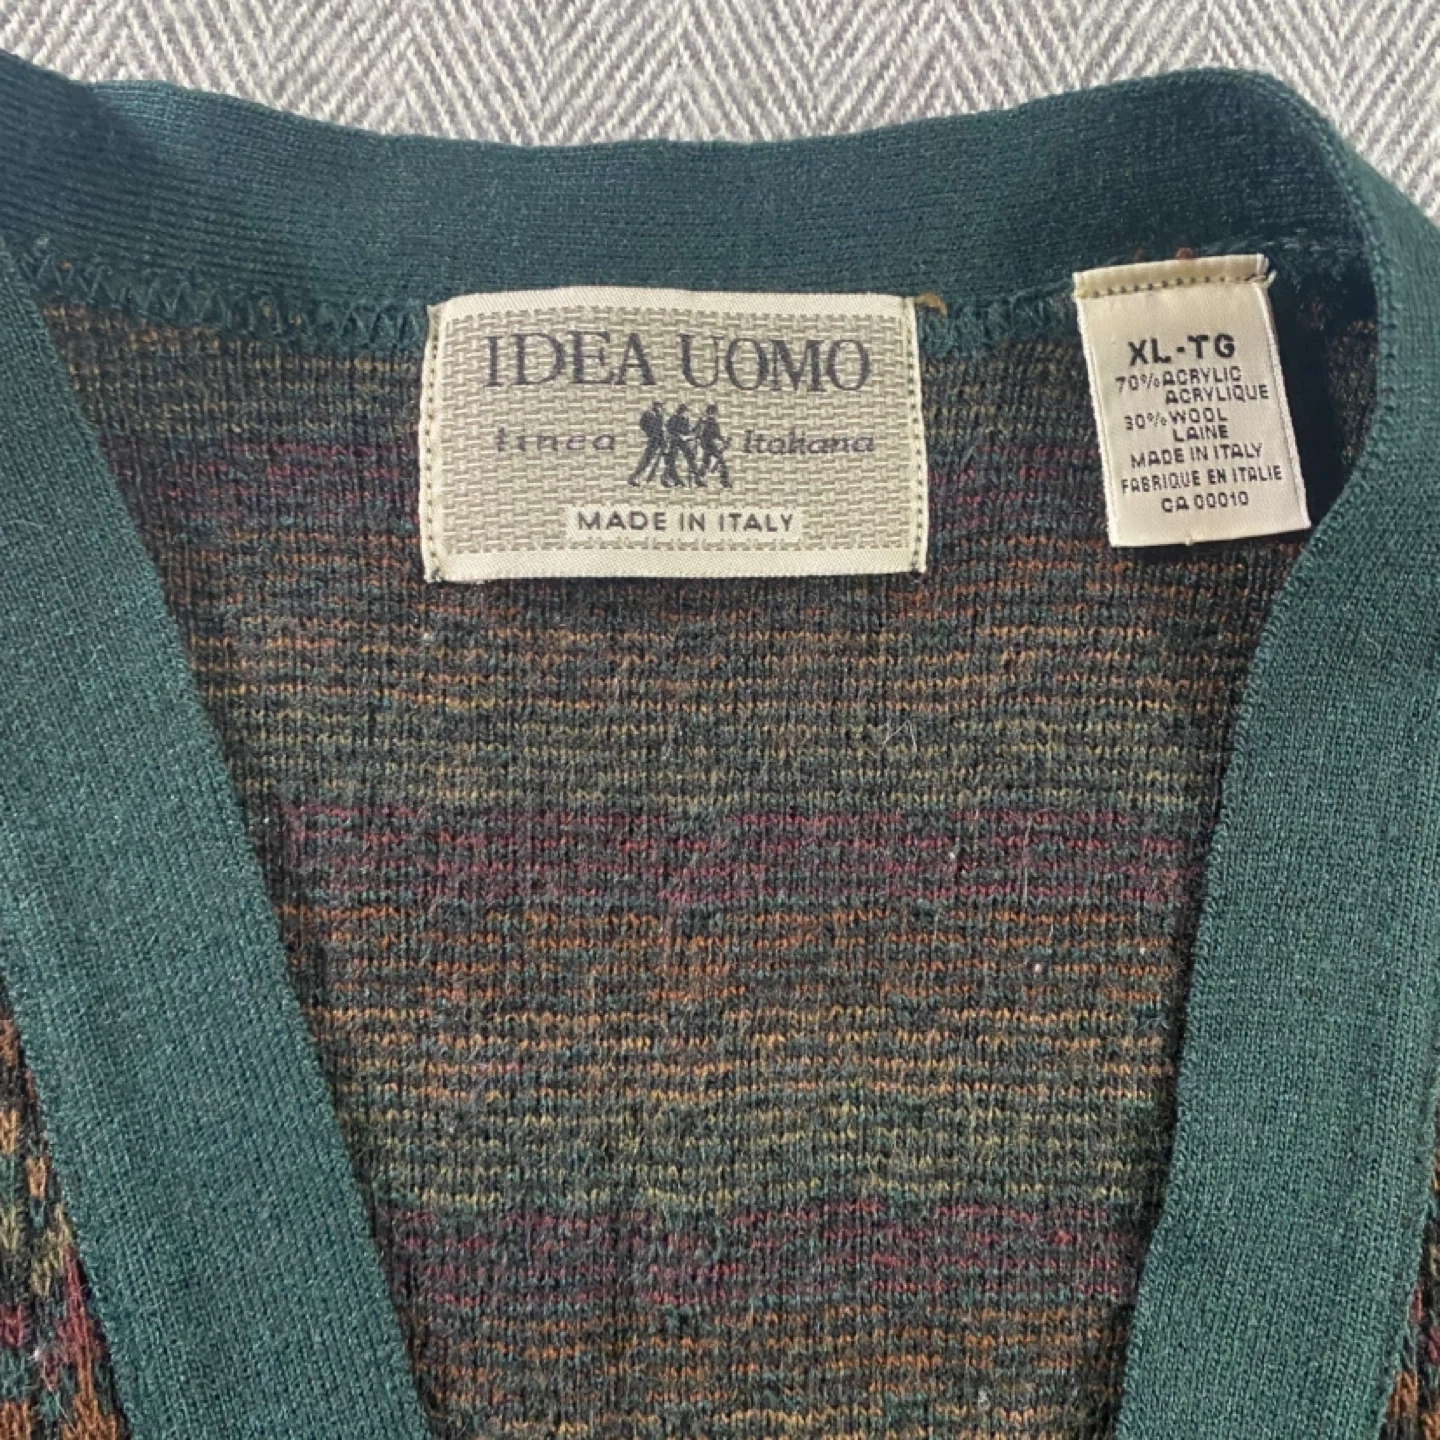 IDEA UOMO
linea Italiana
MADE IN ITALY
XL-TG
70% ACRYLIC
ACRYLIQUE
30% WOOL
LAINE
MADE IN ITALY
FABRIQUE EN ITALIE
CA 00010